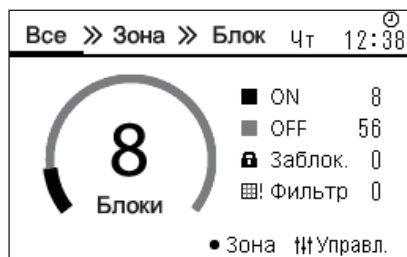 Все » Зона » Блок Чт 12:38
ON 8
OFF 56
8
Заблок. 0
Блоки
! Фильтр 0
Зона Управл.